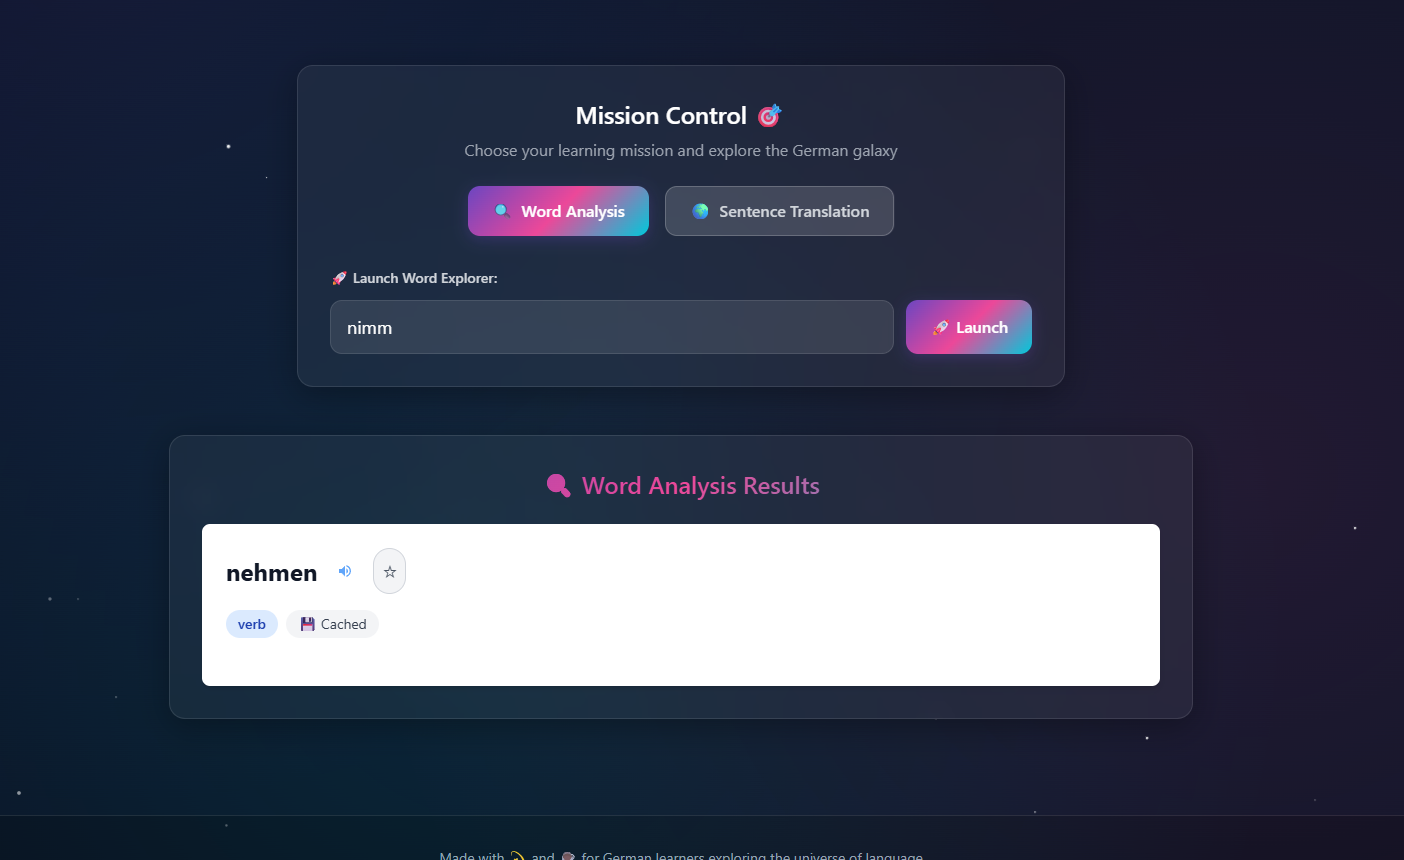 Mission Control 🎯
Choose your learning mission and explore the German galaxy
🔍 Word Analysis
🌍 Sentence Translation
🚀 Launch Word Explorer:
nimm
🚀 Launch
🔍 Word Analysis Results
nehmen
verb
💾 Cached
Made with 💫 and for German learners exploring the universe of language